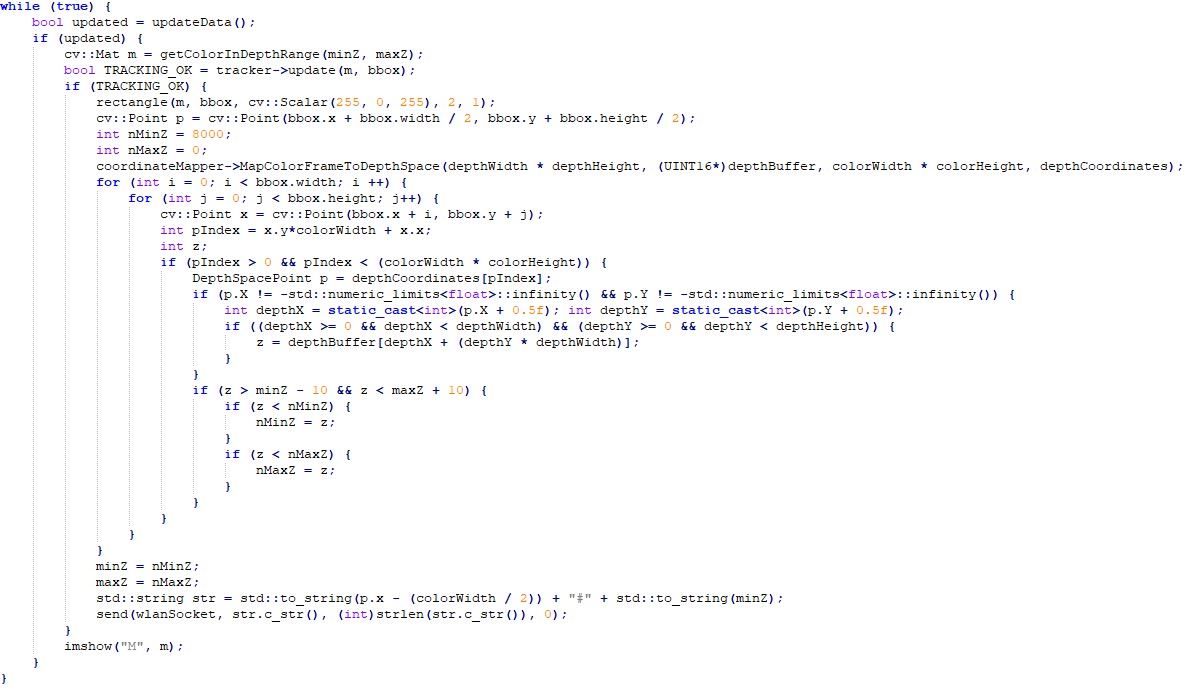 while (true) {
    bool updated = updateData();
    if (updated) {
        cv::Mat m = getColorInDepthRange(minZ, maxZ);
        bool TRACKING_OK = tracker->update(m, bbox);
        if (TRACKING_OK) {
            rectangle(m, bbox, cv::Scalar(255, 0, 255), 2, 1);
            cv::Point p = cv::Point(bbox.x + bbox.width / 2, bbox.y + bbox.height / 2);
            int nMinZ = 8000;
            int nMaxZ = 0;
            coordinateMapper->MapColorFrameToDepthSpace(depthWidth * depthHeight, (UINT16*)depthBuffer, colorWidth * colorHeight, depthCoordinates);
            for (int i = 0; i < bbox.width; i ++) {
                for (int j = 0; j < bbox.height; j++) {
                    cv::Point x = cv::Point(bbox.x + i, bbox.y + j);
                    int pIndex = x.y*colorWidth + x.x;
                    int z;
                    if (pIndex > 0 && pIndex < (colorWidth * colorHeight)) {
                        DepthSpacePoint p = depthCoordinates[pIndex];
                        if (p.X != -std::numeric_limits<float>::infinity() && p.Y != -std::numeric_limits<float>::infinity()) {
                            int depthX = static_cast<int>(p.X + 0.5f); int depthY = static_cast<int>(p.Y + 0.5f);
                            if ((depthX >= 0 && depthX < depthWidth) && (depthY >= 0 && depthY < depthHeight)) {
                                z = depthBuffer[depthX + (depthY * depthWidth)];
                            }
                        }
                        if (z > minZ - 10 && z < maxZ + 10) {
                            if (z < nMinZ) {
                                nMinZ = z;
                            }
                            if (z < nMaxZ) {
                                nMaxZ = z;
                            }
                        }
                    }
                }
            }
            minZ = nMinZ;
            maxZ = nMaxZ;
            std::string str = std::to_string(p.x - (colorWidth / 2)) + "#" + std::to_string(minZ);
            send(wlanSocket, str.c_str(), (int)strlen(str.c_str()), 0);
        }
        imshow("M", m);
    }
}